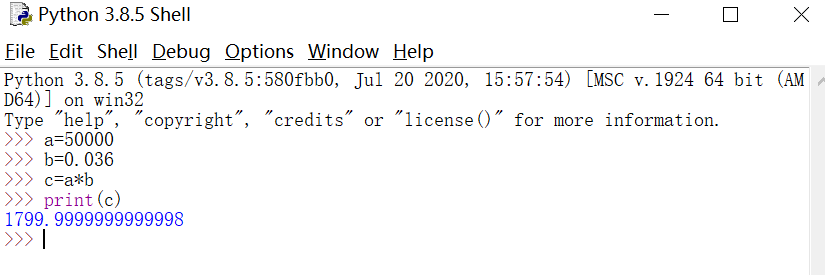 Python 3.8.5 Shell
File Edit Shell Debug Options Window Help
Python 3.8.5 (tags/v3.8.5:580fbb0, Jul 20 2020, 15:57:54) [MSC v.1924 64 bit (AM
D64)] on win32
Type "help", "copyright", "credits" or "license()" for more information.
>>> a=50000
>>> b=0.036
>>> c=a*b
>>> print(c)
1799.9999999999998
>>>